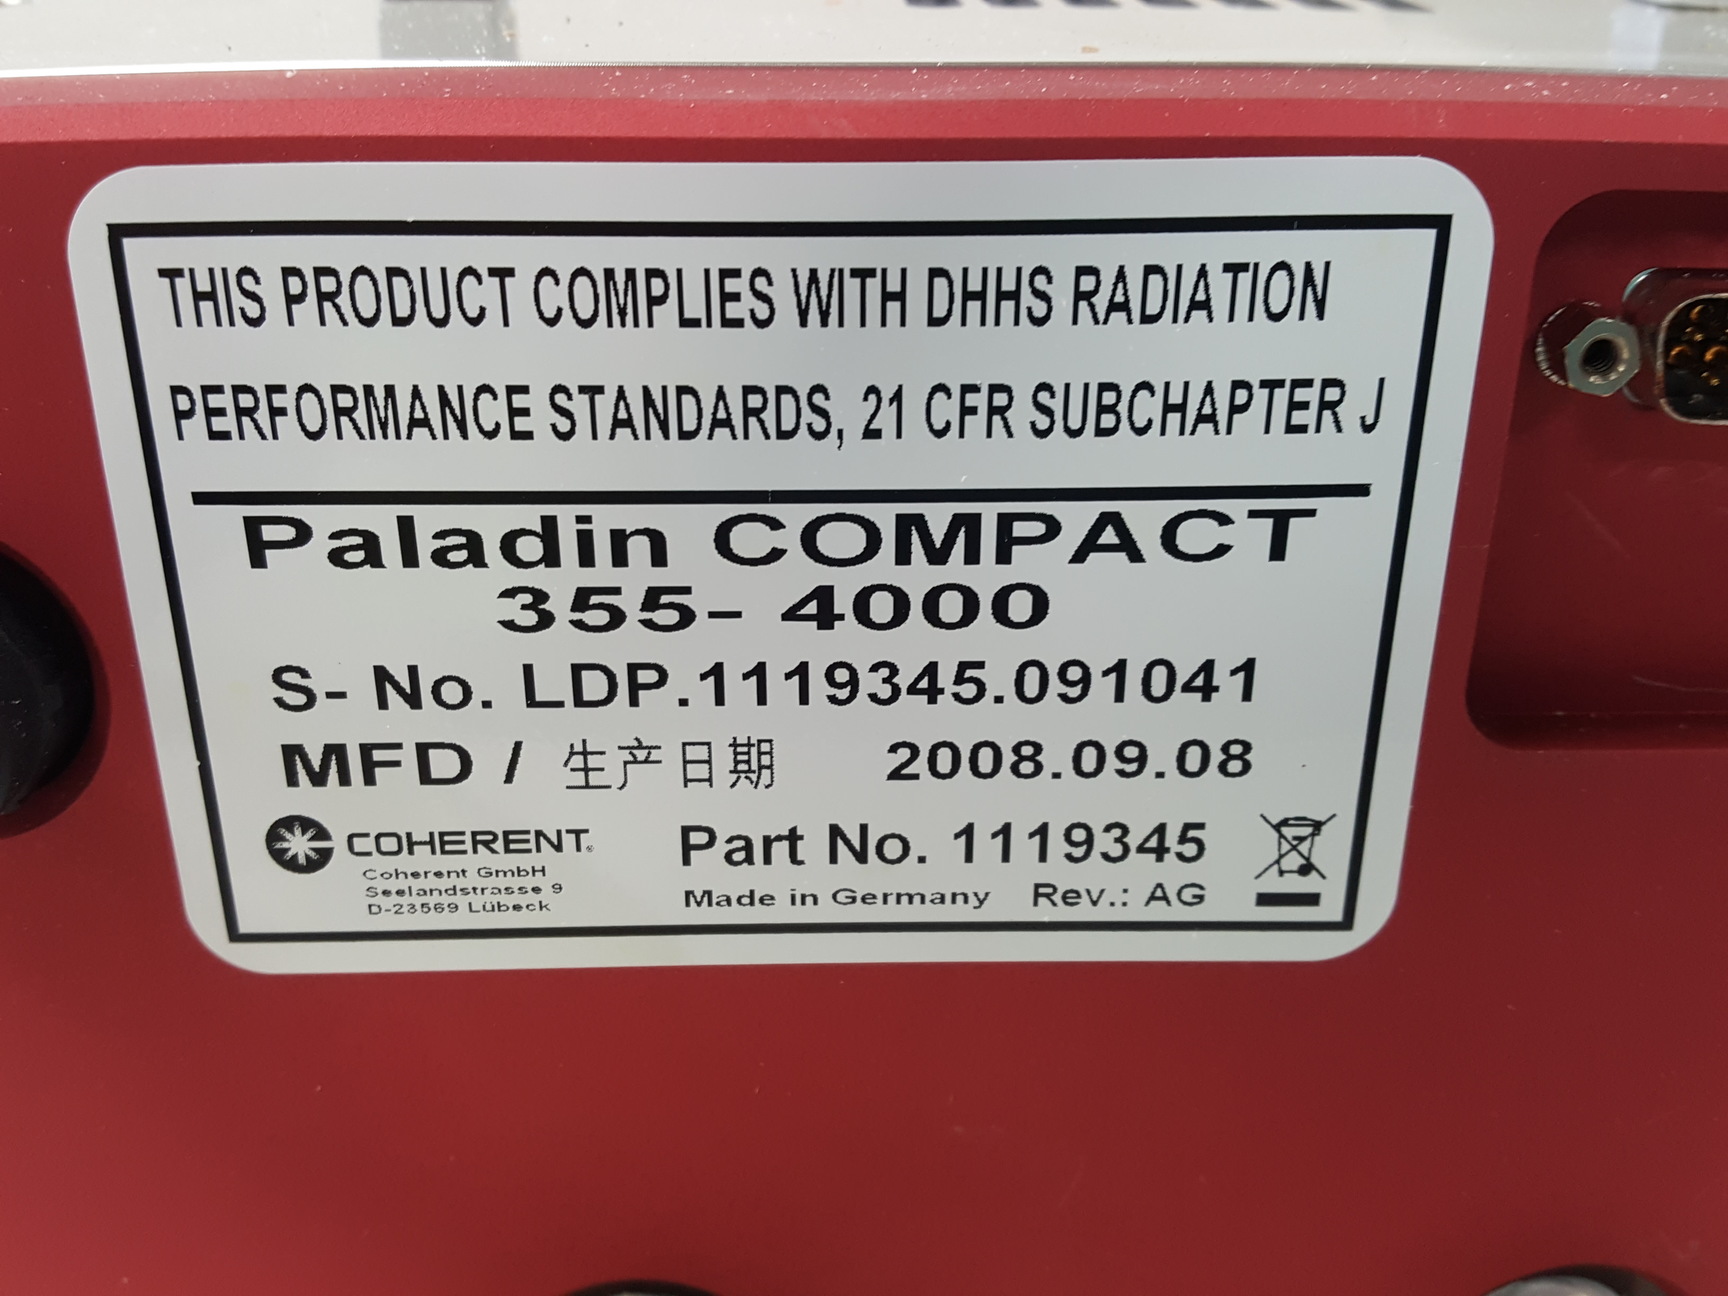 THIS PRODUCT COMPLIES WITH DHHS RADIATION
PERFORMANCE STANDARDS, 21 CFR SUBCHAPTER J
Paladin COMPACT
355- 4000
S- No. LDP.1119345.091041
MFD / 生产日期 2008.09.08
COHERENT®
Coherent GmbH
Seelandstrasse 9
D-23569 Lübeck
Part No. 1119345
Made in Germany Rev.: AG